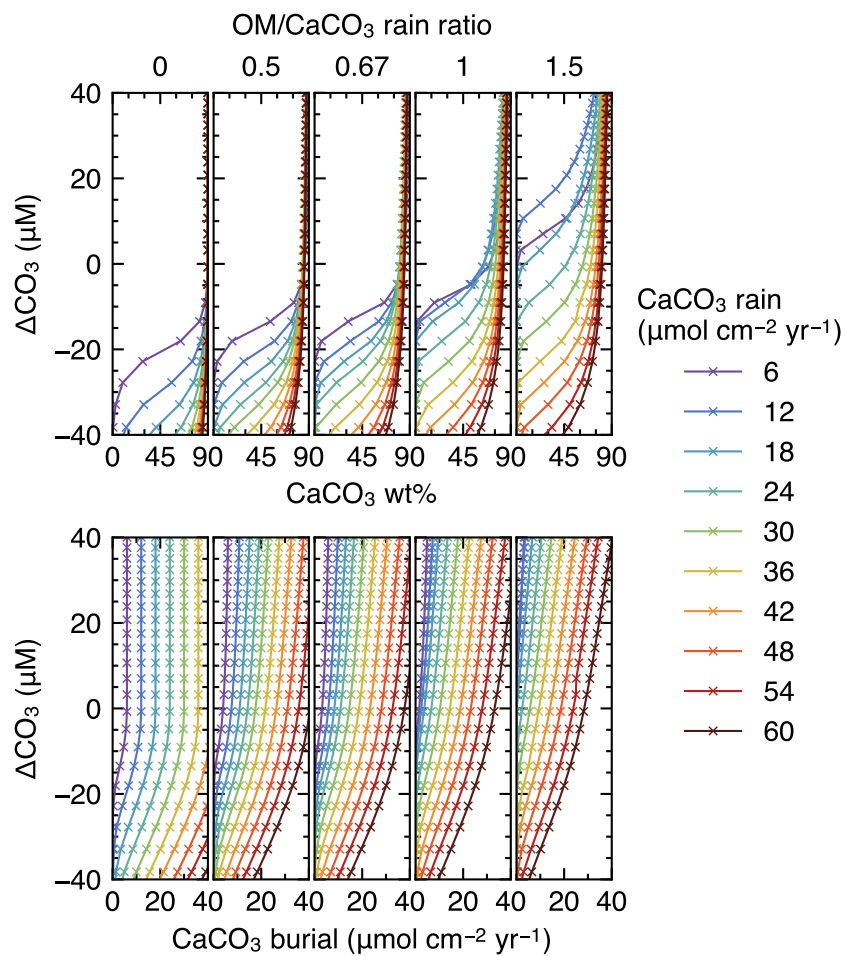 OM/CaCO₃ rain ratio
0 0.5 0.67 1 1.5
40
20
0
−20
−40
ΔCO₃ (μM)
0 45 90 45 90 45 90 45 90 45 90
CaCO₃ wt%
CaCO₃ rain
(μmol cm⁻² yr⁻¹)
6
12
18
24
30
36
42
48
54
60
40
20
0
−20
−40
ΔCO₃ (μM)
0 20 40 20 40 20 40 20 40 20 40
CaCO₃ burial (μmol cm⁻² yr⁻¹)